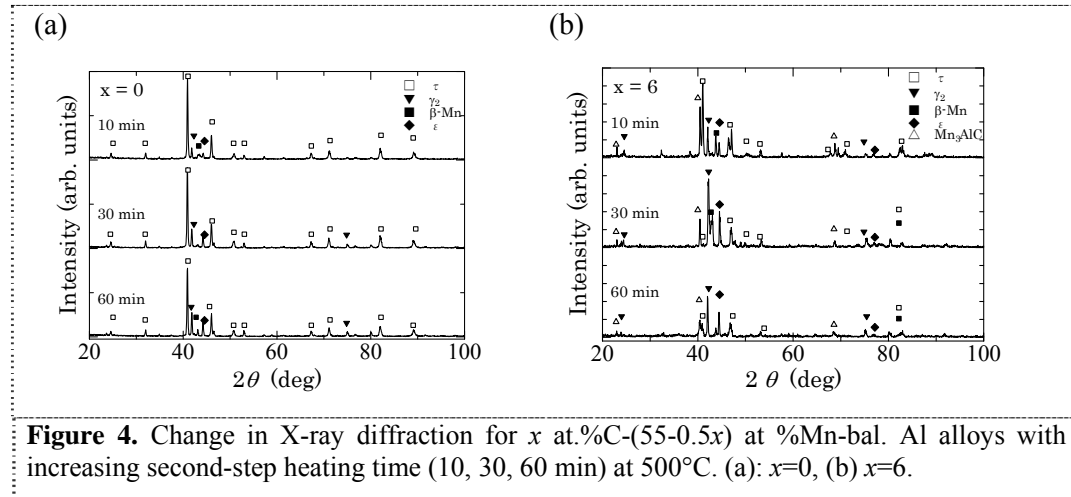 (a)
(b)
x = 0
□ τ
▼ γ₂
■ β-Mn
◆ ε
10 min
30 min
60 min
Intensity (arb. units)
20 40 60 80 100
2θ (deg)
x = 6
□ τ
▼ γ₂
■ β-Mn
◆ ε
△ Mn₃AlC
10 min
30 min
60 min
Intensity (arb. units)
20 40 60 80 100
2 θ (deg)
Figure 4. Change in X-ray diffraction for x at.%C-(55-0.5x) at %Mn-bal. Al alloys with
increasing second-step heating time (10, 30, 60 min) at 500°C. (a): x=0, (b) x=6.